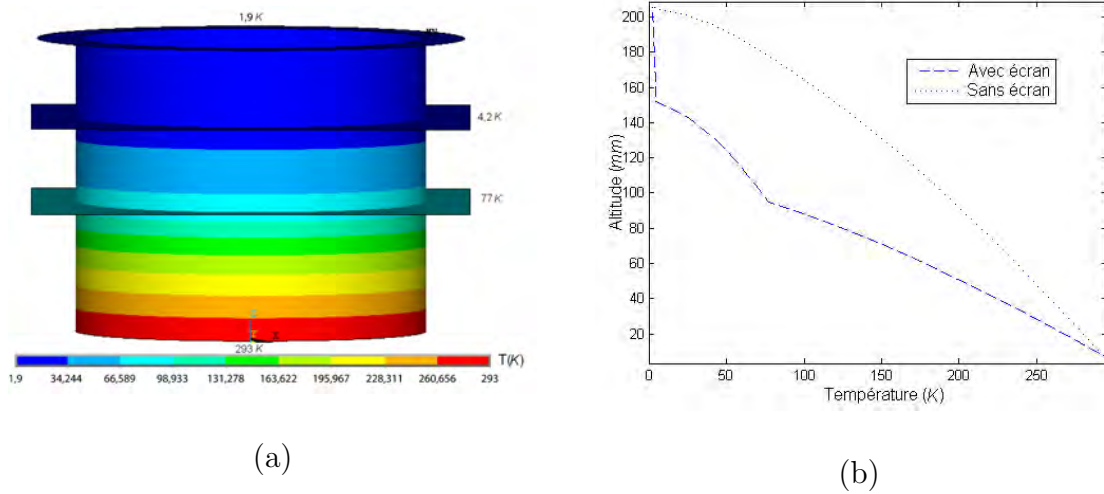 1,9 K
4,2 K
77 K
293 K
T(K)
1,9 34,244 66,589 98,933 131,278 163,622 195,967 228,311 260,656 293
(a)
200
180
160
140
120
100
80
60
40
20
0 50 100 150 200 250
Altitude (mm)
Température (K)
Avec écran
Sans écran
(b)